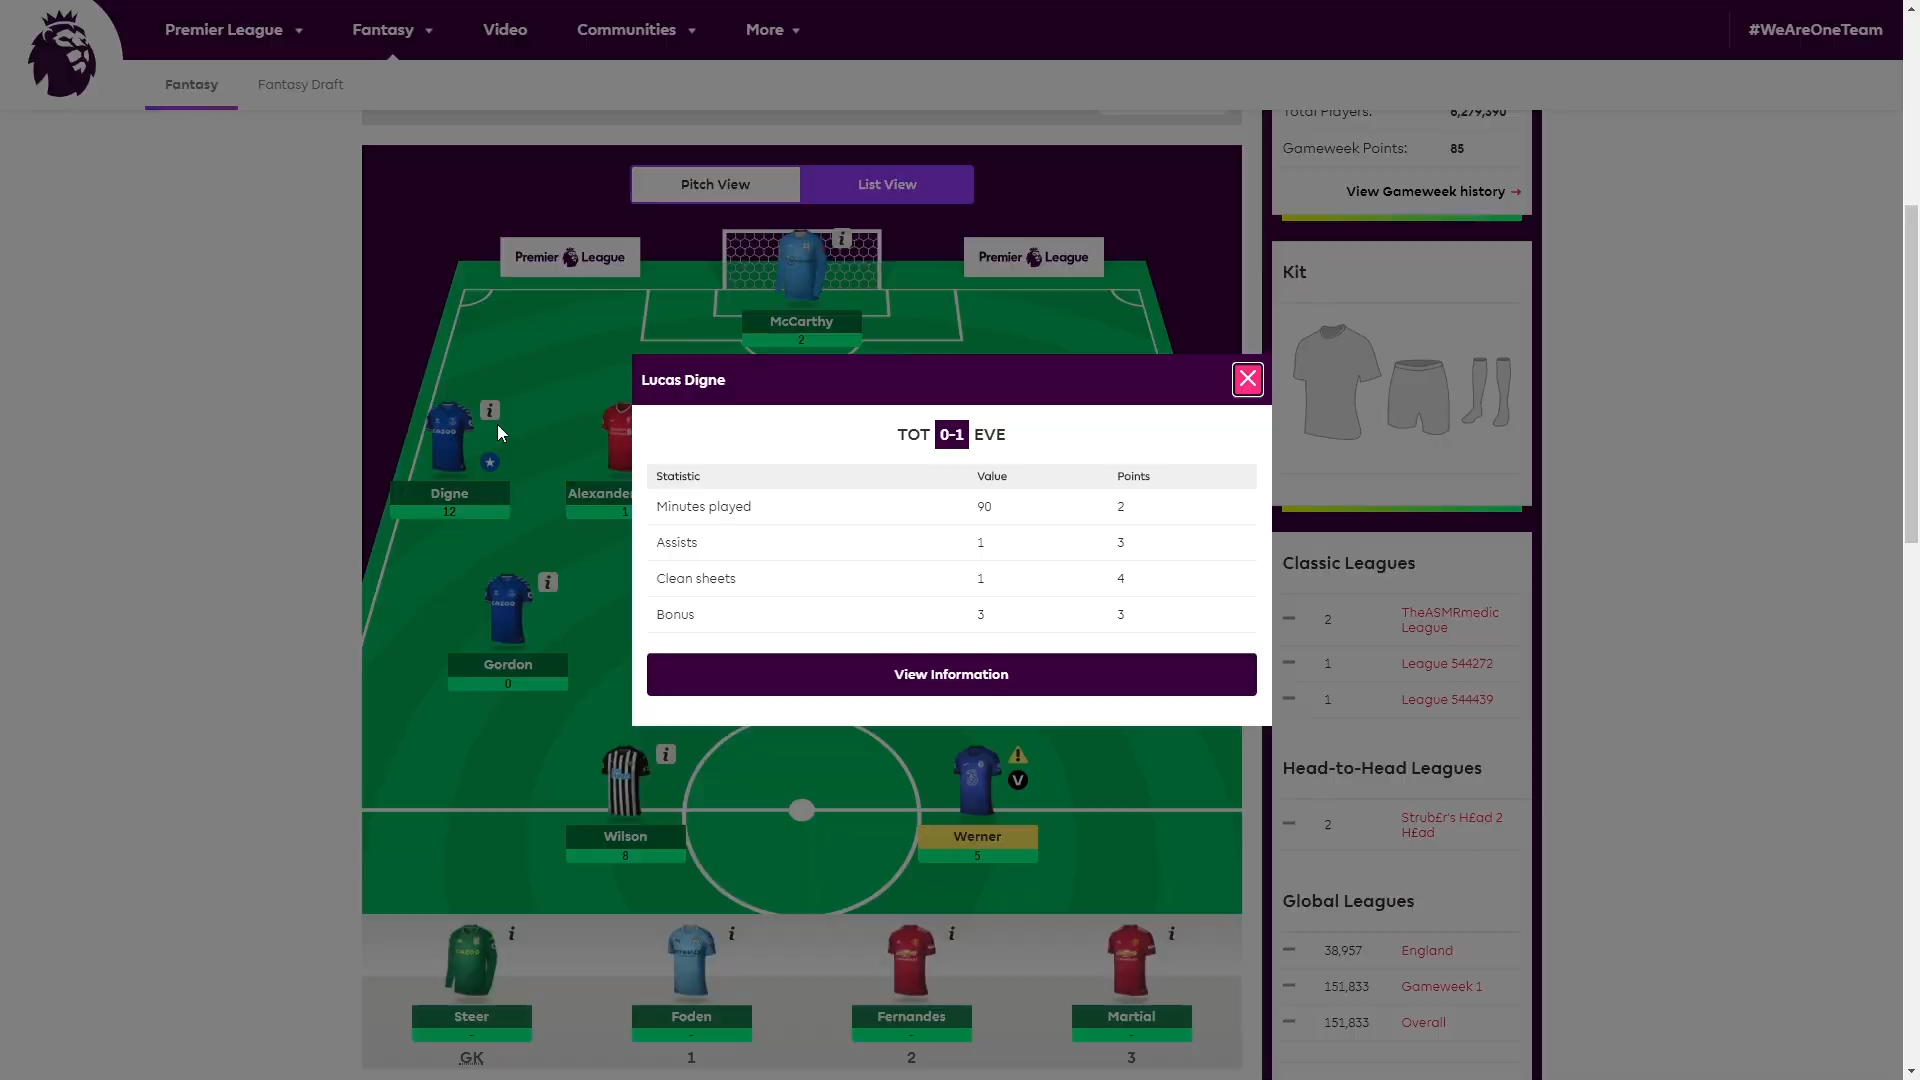 Premier League
Fantasy
Video
Communities
More
#WeAreOneTeam
Fantasy
Fantasy Draft
Total Players:
6,279,390
Gameweek Points:
85
View Gameweek history →
Pitch View
List View
Premier League
Premier League
McCarthy
2
Kit
Lucas Digne
TOT 0-1 EVE
Statistic Value Points
Minutes played 90 2
Assists 1 3
Clean sheets 1 4
Bonus 3 3
View Information
Digne
12
Alexander
1
Gordon
0
Wilson
8
V
Werner
5
Steer
-
GK
Foden
-
1
Fernandes
-
2
Martial
-
3
Classic Leagues
2 TheASMRmedic
League
1 League 544272
1 League 544439
Head-to-Head Leagues
2 Strub£r's H£ad 2
H£ad
Global Leagues
38,957 England
151,833 Gameweek 1
151,833 Overall